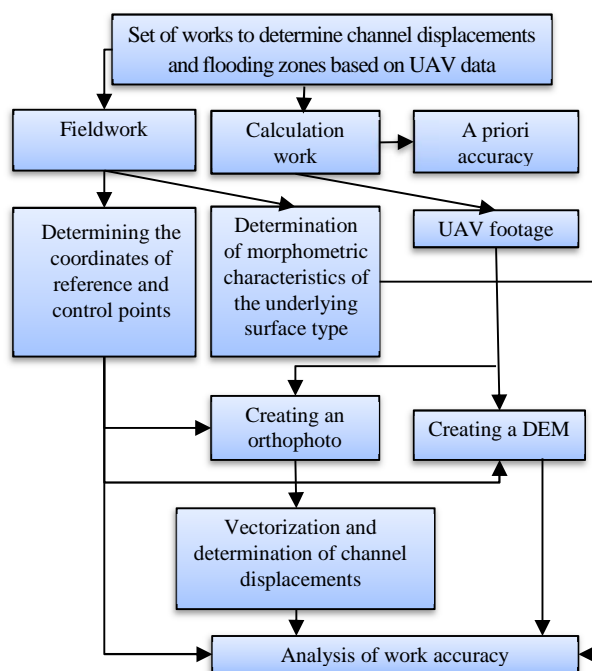 Set of works to determine channel displacements
and flooding zones based on UAV data
Fieldwork
Calculation
work
A priori
accuracy
Determining the
coordinates of
reference and
control points
Determination
of morphometric
characteristics of
the underlying
surface type
UAV footage
Creating an
orthophoto
Creating a DEM
Vectorization and
determination of channel
displacements
Analysis of work accuracy